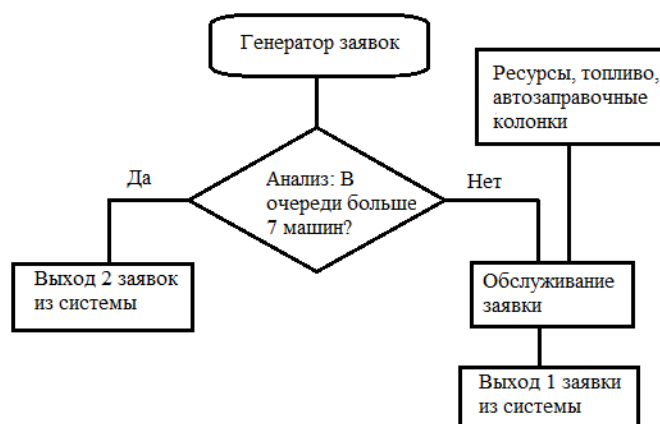 Генератор заявок
Ресурсы, топливо,
автозаправочные
колонки
Да
Анализ: В
очереди больше
7 машин?
Нет
Выход 2 заявок
из системы
Обслуживание
заявки
Выход 1 заявки
из системы